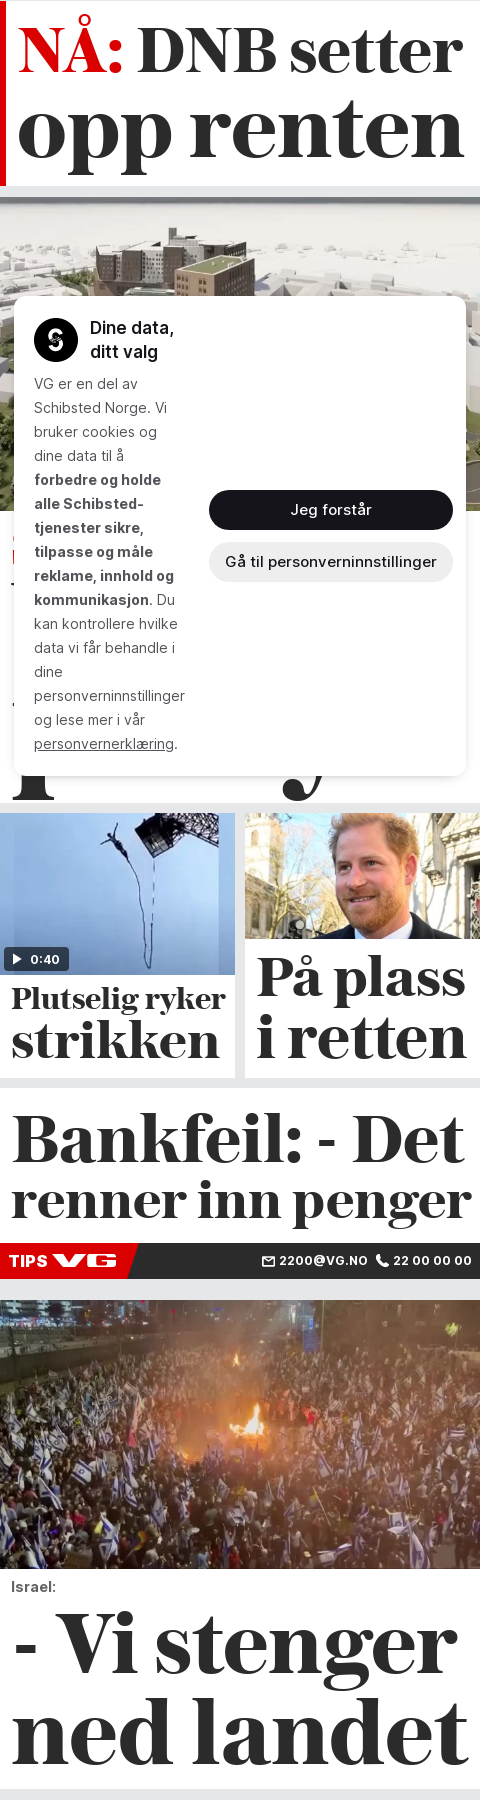 NÅ: DNB setter
opp renten
Dine data,
ditt valg
VG er en del av
Schibsted Norge. Vi
bruker cookies og
dine data til å
forbedre og holde
alle Schibsted-
tjenester sikre,
tilpasse og måle
reklame, innhold og
kommunikasjon. Du
kan kontrollere hvilke
data vi får behandle i
dine
personverninnstillinger
og lese mer i vår
personvernerklæring.
Jeg forstår
Gå til personverninnstillinger
0:40
Plutselig ryker
strikken
På plass
i retten
Bankfeil: - Det
renner inn penger
TIPS VG
2200@VG.NO 22 00 00 00
Israel:
- Vi stenger
ned landet